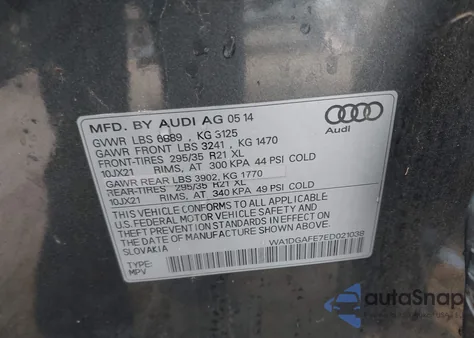 MFD. BY AUDI AG 05 14
GVWR LBS 6889 , KG 3125
GAWR FRONT LBS 3241 , KG 1470
FRONT-TIRES 295/35 R21 XL
10JX21 RIMS, AT 300 KPA 44 PSI COLD
GAWR REAR LBS 3902, KG 1770
REAR-TIRES 295/35 R21 XL
10JX21 RIMS, AT 340 KPA 49 PSI COLD
THIS VEHICLE CONFORMS TO ALL APPLICABLE
U.S. FEDERAL MOTOR VEHICLE SAFETY AND
THEFT PREVENTION STANDARDS IN EFFECT
ON THE DATE OF MANUFACTURE SHOWN ABOVE.
SLOVAKIA
WA1DGAFE7ED021038
TYPE:
MPV
Audi
autoSnap